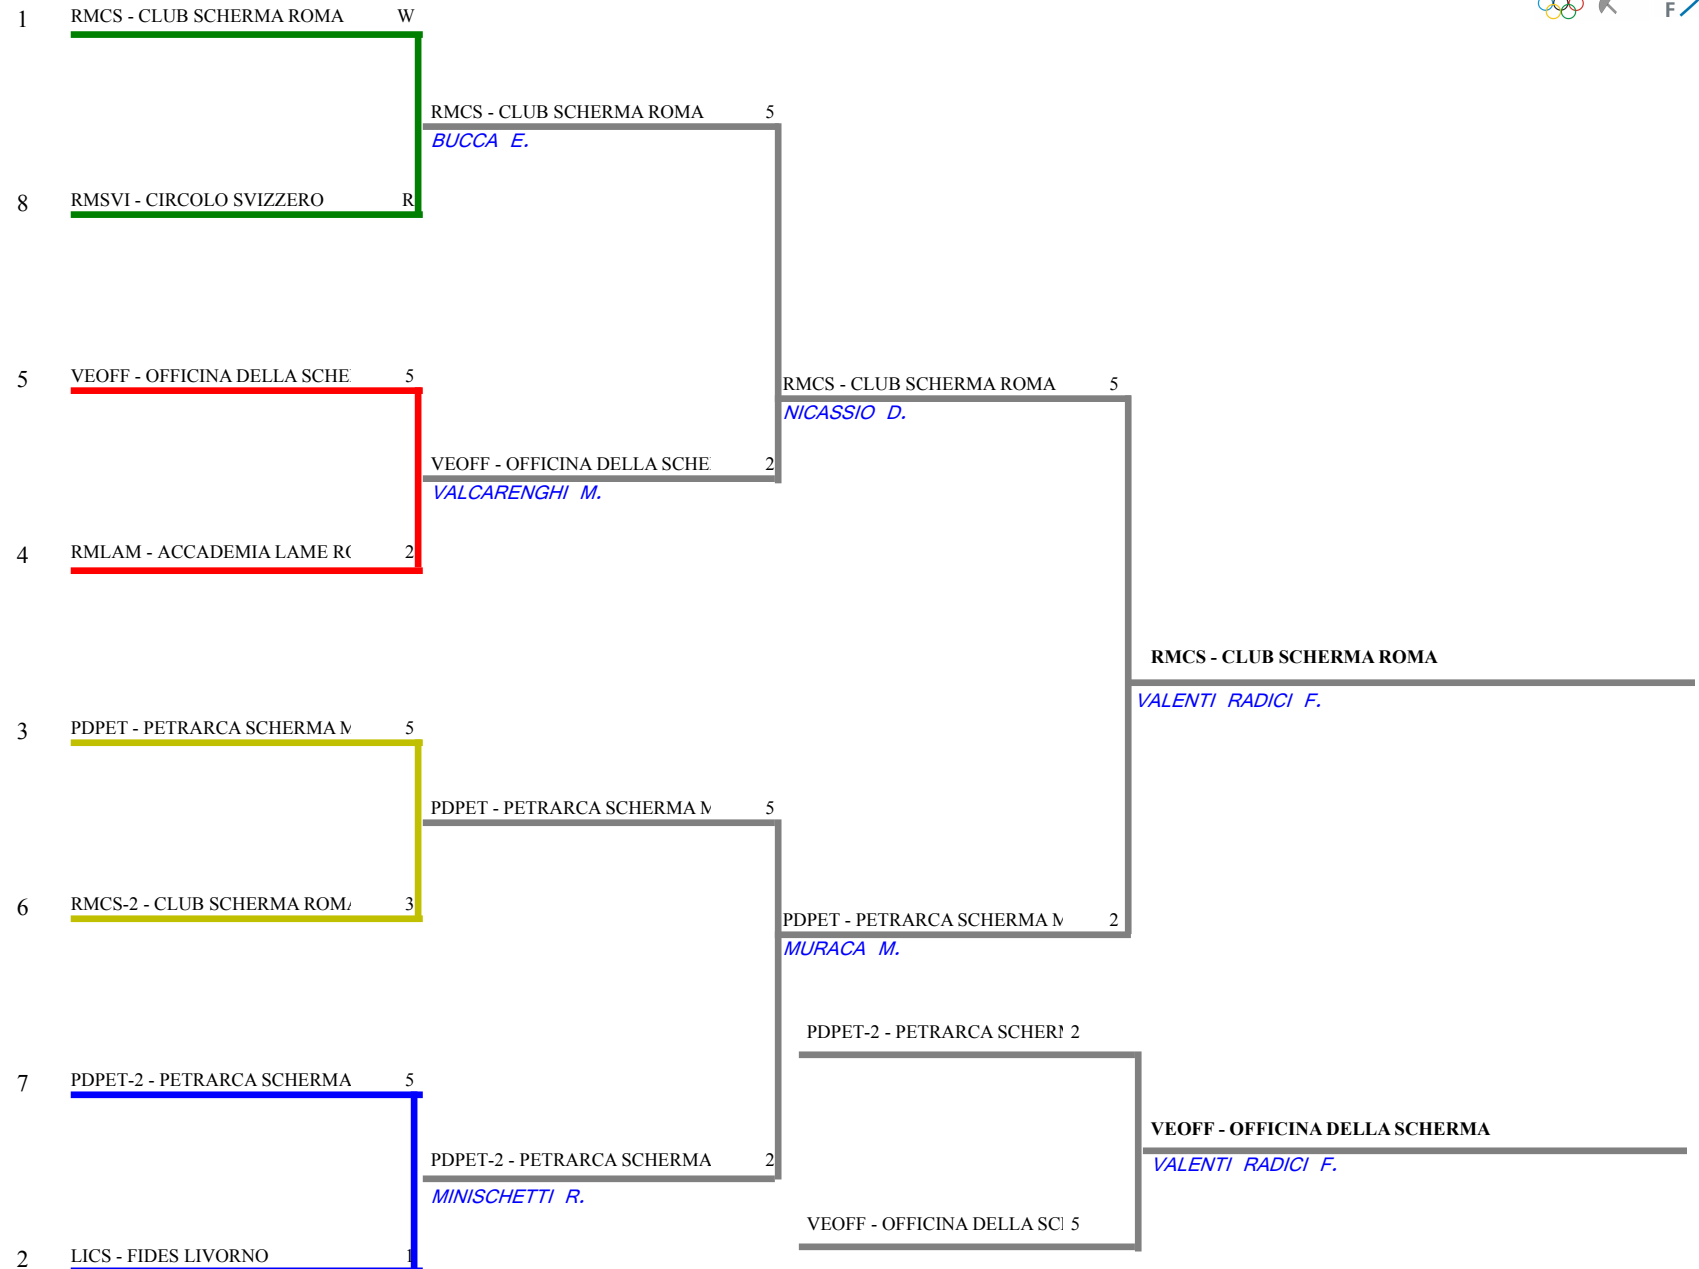 F
1 RMCS - CLUB SCHERMA ROMA W
RMCS - CLUB SCHERMA ROMA 5
BUCCA E.
8 RMSVI - CIRCOLO SVIZZERO R
5 VEOFF - OFFICINA DELLA SCHE 5
RMCS - CLUB SCHERMA ROMA 5
NICASSIO D.
VEOFF - OFFICINA DELLA SCHE 2
VALCARENGHI M.
4 RMLAM - ACCADEMIA LAME RO 2
RMCS - CLUB SCHERMA ROMA
VALENTI RADICI F.
3 PDPET - PETRARCA SCHERMA M 5
PDPET - PETRARCA SCHERMA M 5
6 RMCS-2 - CLUB SCHERMA ROMA 3
PDPET - PETRARCA SCHERMA M 2
MURACA M.
PDPET-2 - PETRARCA SCHERM 2
7 PDPET-2 - PETRARCA SCHERMA 5
VEOFF - OFFICINA DELLA SCHERMA
VALENTI RADICI F.
PDPET-2 - PETRARCA SCHERMA 2
MINISCHETTI R.
VEOFF - OFFICINA DELLA SCH 5
2 LICS - FIDES LIVORNO 1